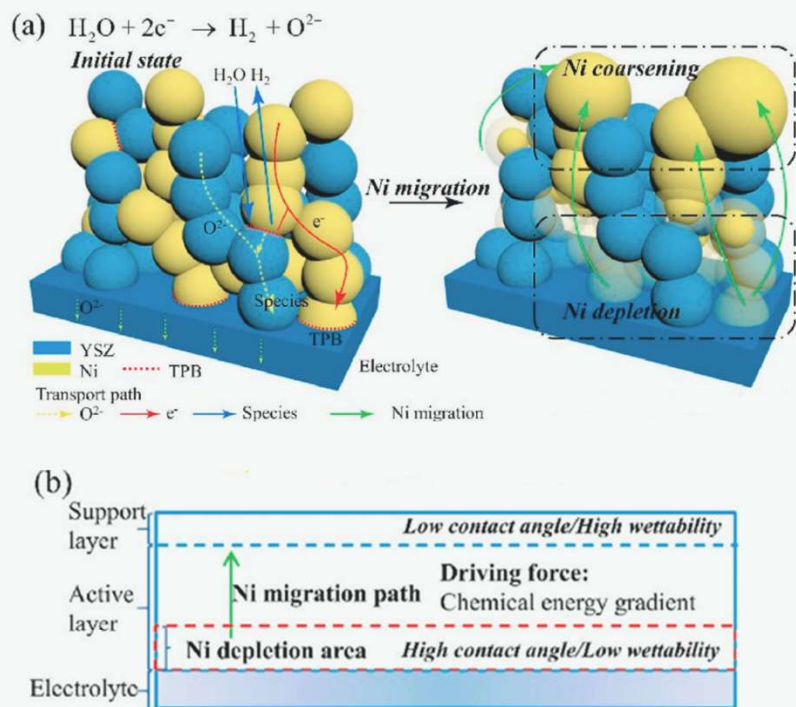 (a) H₂O + 2e⁻ → H₂ + O²⁻
Initial state
H₂O H₂
Ni coarsening
Ni migration
O²⁻
e⁻
Species
Ni depletion
O²⁻
TPB
YSZ
Electrolyte
Ni
TPB
Transport path
O²⁻
e⁻
Species
Ni migration
(b)
Support layer
Low contact angle/High wettability
Active layer
Ni migration path
Driving force:
Chemical energy gradient
Ni depletion area
High contact angle/Low wettability
Electrolyte